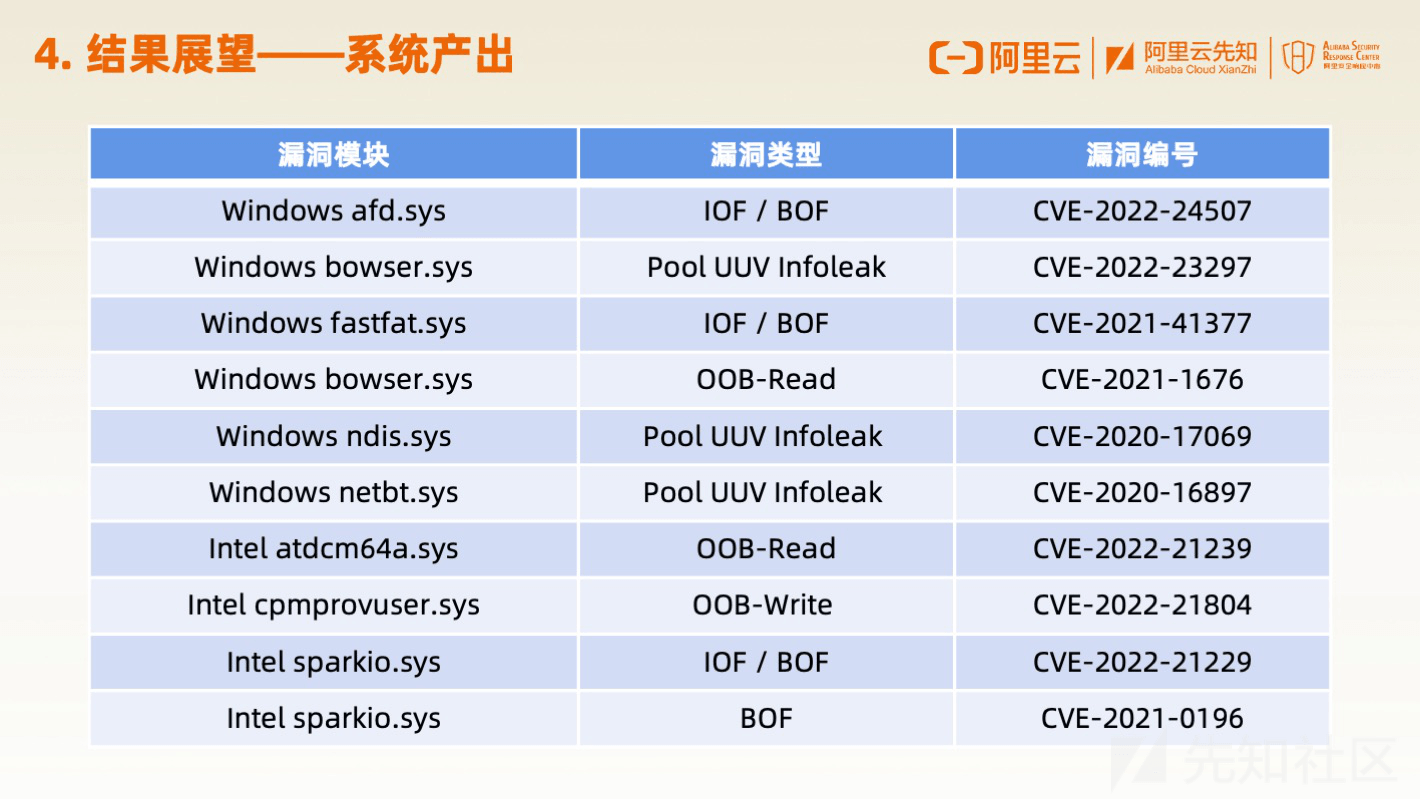 4. 结果展望——系统产出
阿里云
阿里云先知
Alibaba Cloud XianZhi
ALIBABA SECURITY
RESPONSE CENTER
阿里安全响应中心
漏洞模块 漏洞类型 漏洞编号
Windows afd.sys IOF / BOF CVE-2022-24507
Windows bowser.sys Pool UUV Infoleak CVE-2022-23297
Windows fastfat.sys IOF / BOF CVE-2021-41377
Windows bowser.sys OOB-Read CVE-2021-1676
Windows ndis.sys Pool UUV Infoleak CVE-2020-17069
Windows netbt.sys Pool UUV Infoleak CVE-2020-16897
Intel atdcm64a.sys OOB-Read CVE-2022-21239
Intel cpmprovuser.sys OOB-Write CVE-2022-21804
Intel sparkio.sys IOF / BOF CVE-2022-21229
Intel sparkio.sys BOF CVE-2021-0196
先知社区